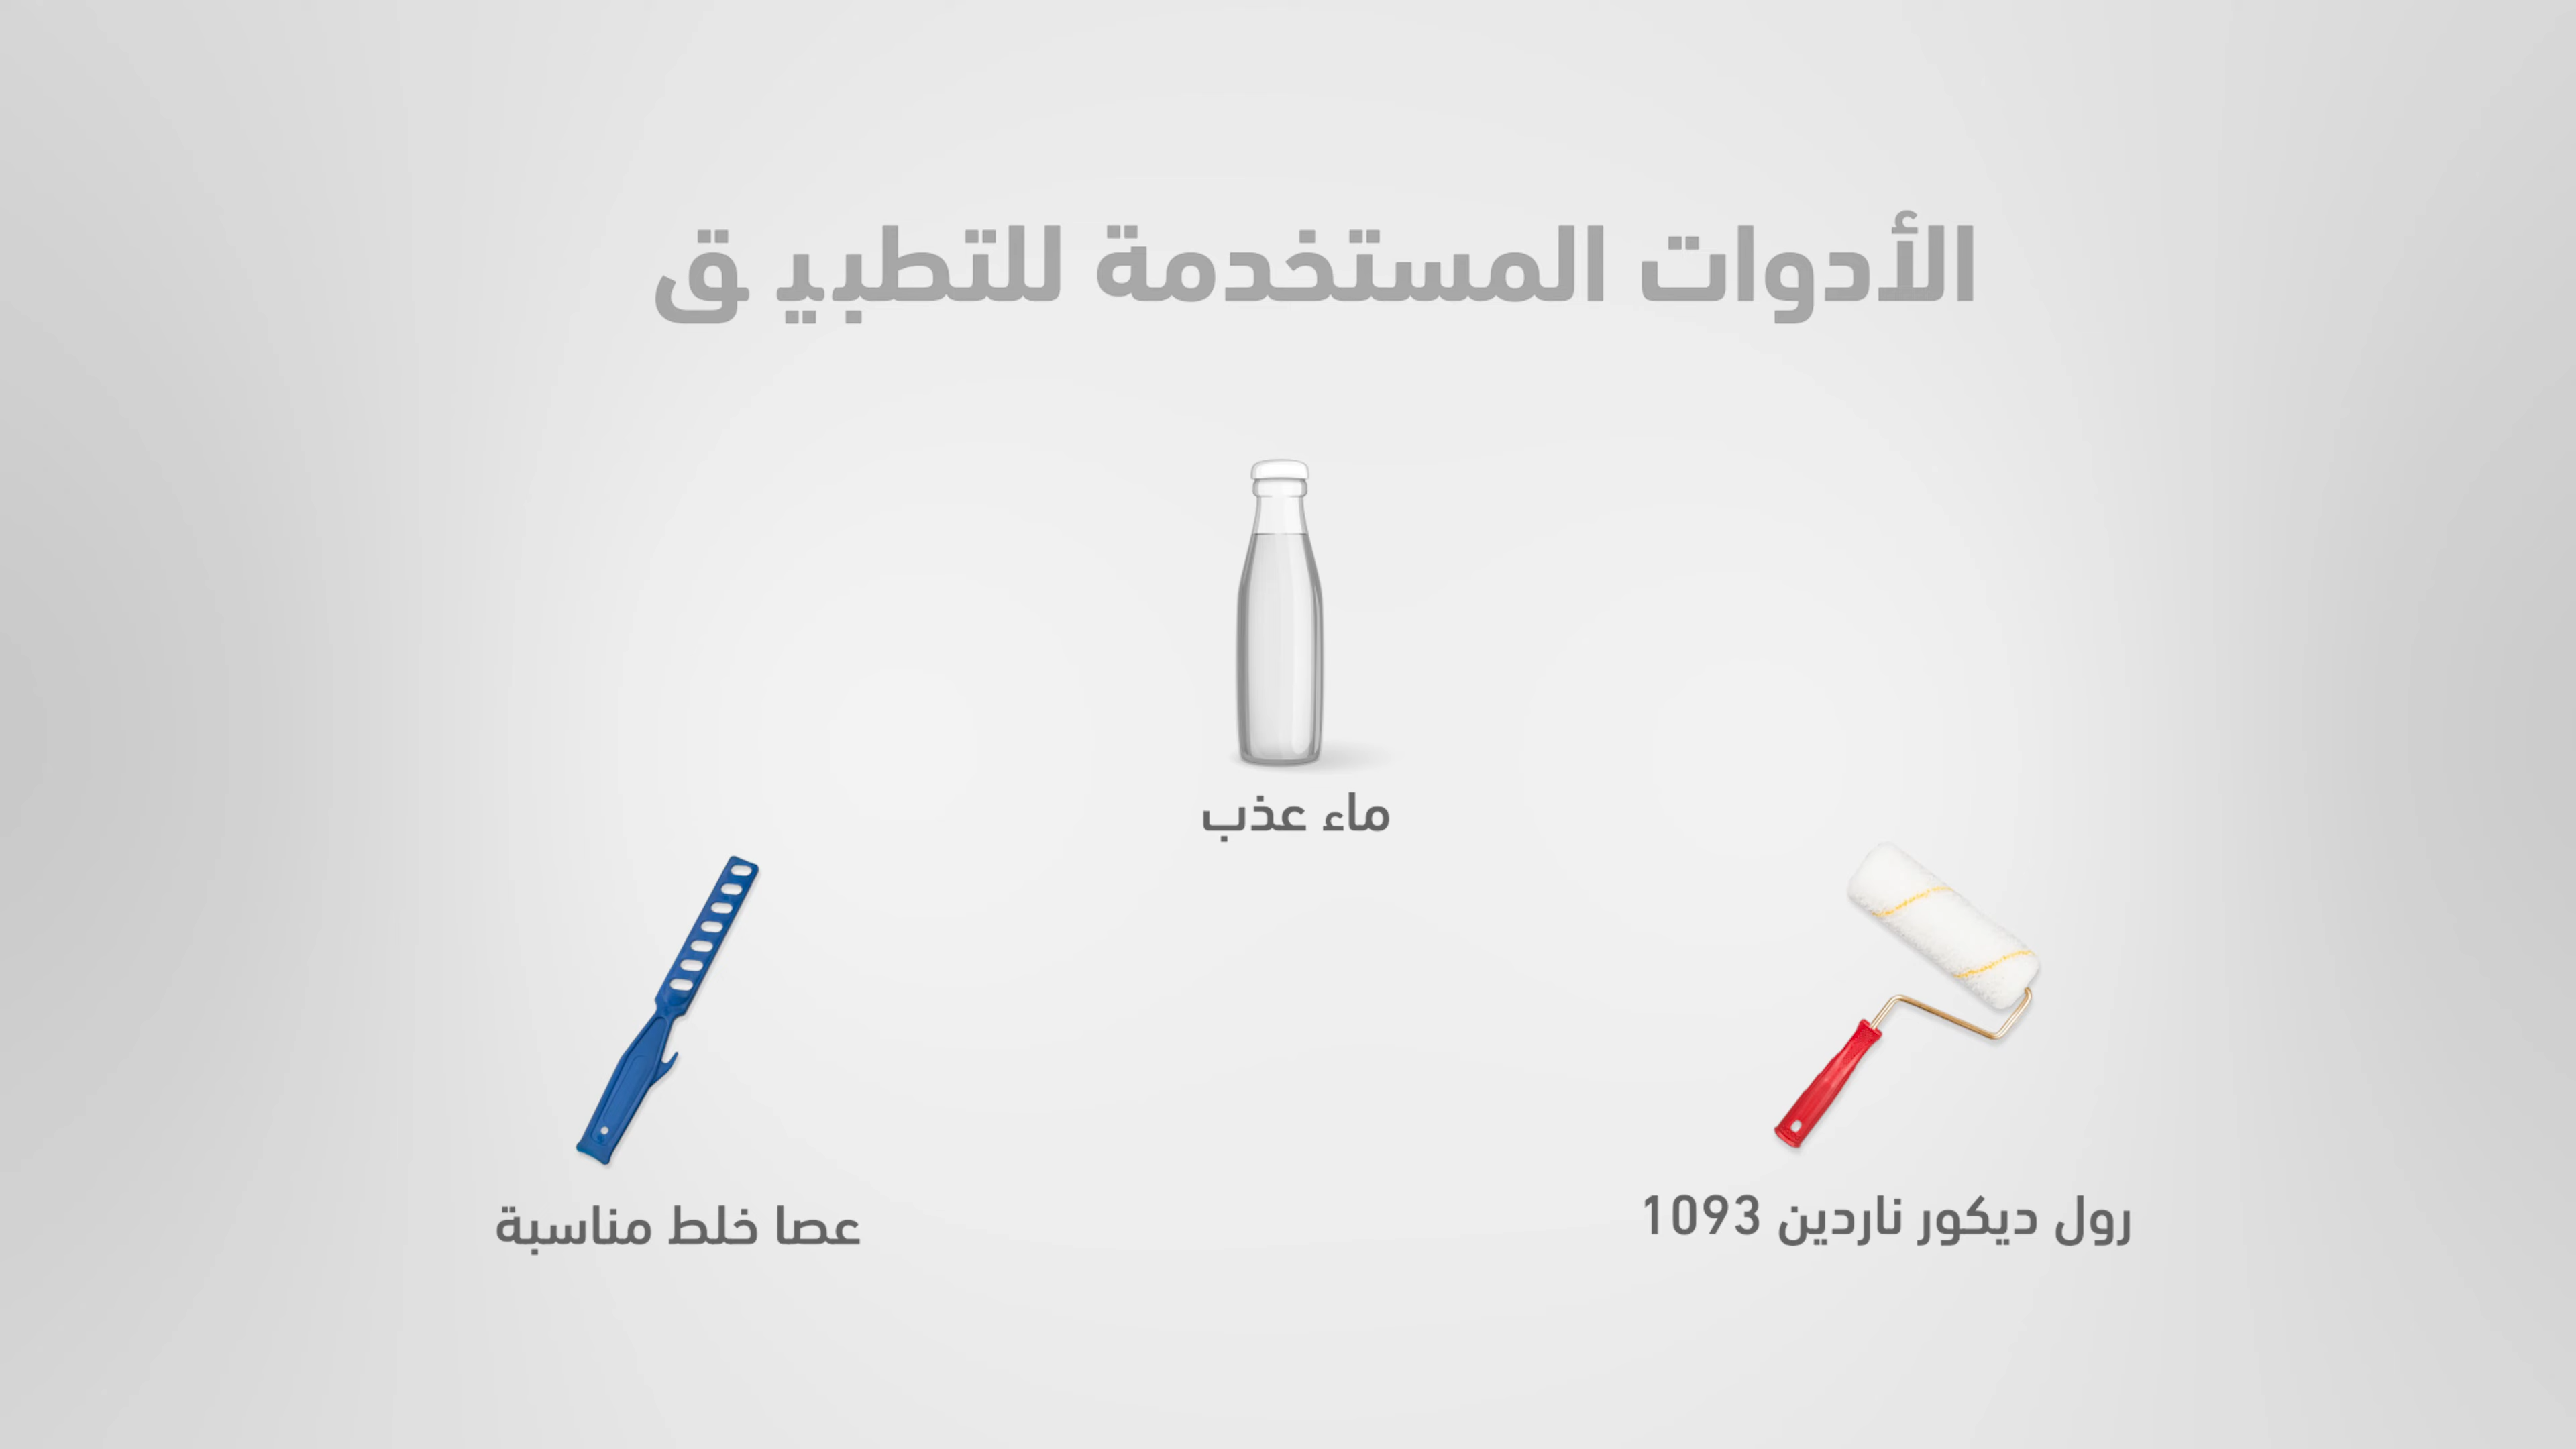 الأدوات المستخدمة للتطبيق
ماء عذب
رول ديكور ناردين 1093
عصا خلط مناسبة